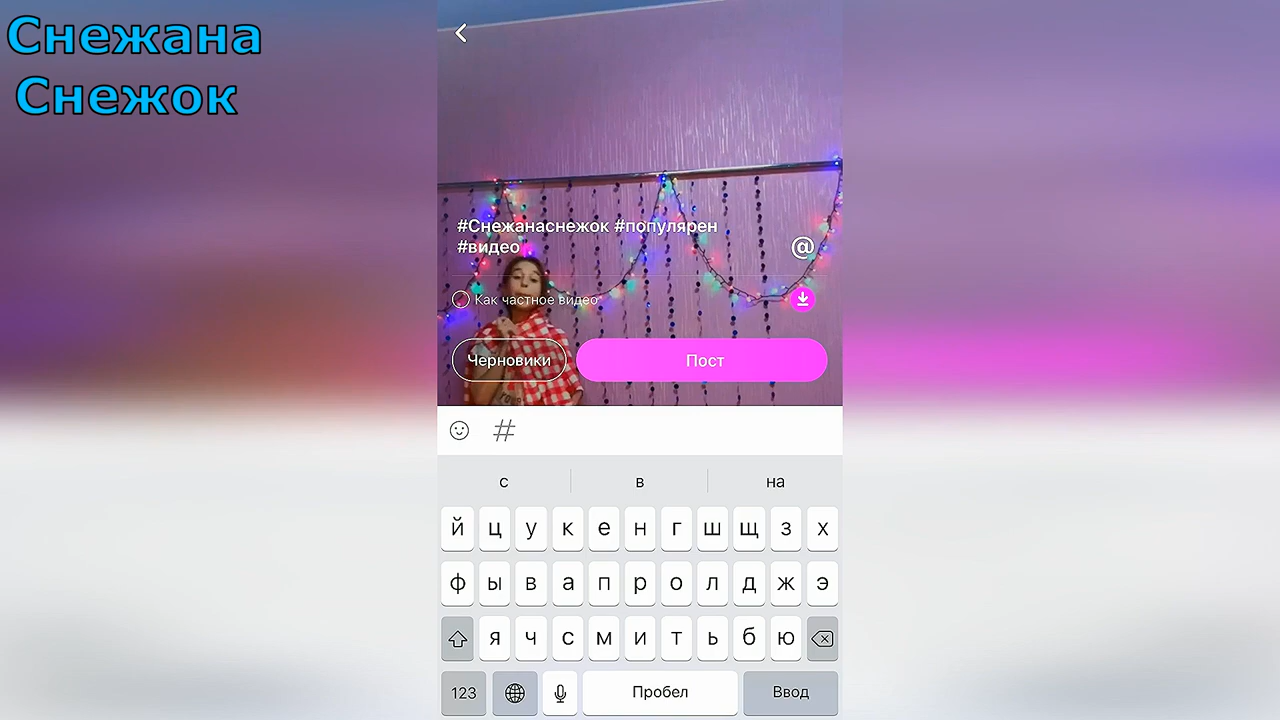 Снежана
Снежок
#Снежанаснежок #популярен
#видео
@
Как частное видео
Черновики
Пост
#
с в на
й ц у к е н г ш щ з х
ф ы в а п р о л д ж э
я ч с м и т ь б ю
123 Пробел Ввод